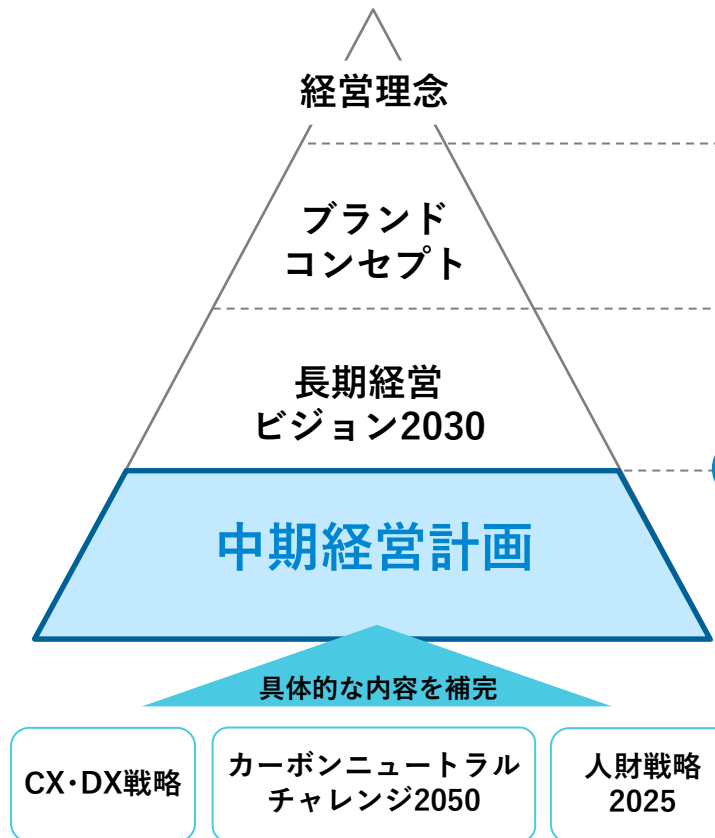 経営理念
ブランド
コンセプト
長期経営
ビジョン2030
中期経営計画
具体的な内容を補完
CX・DX戦略
カーボンニュートラル
チャレンジ2050
人財戦略
2025